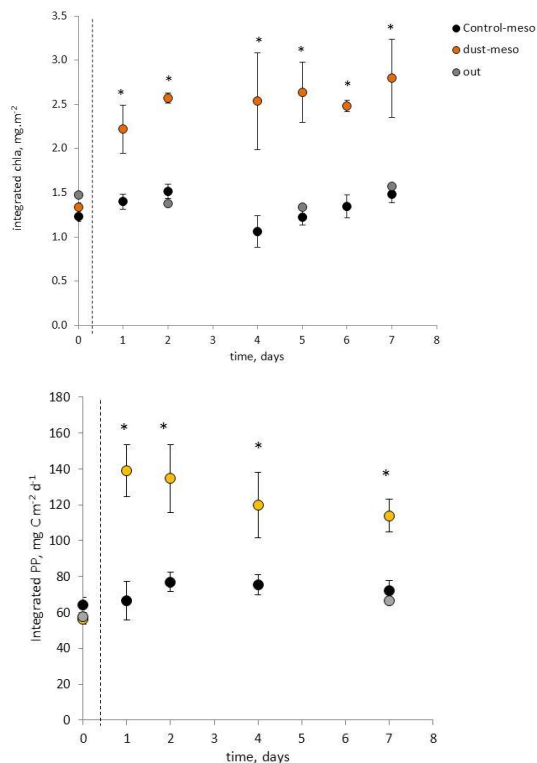 3.5
3.0
2.5
2.0
1.5
1.0
0.5
0.0
integrated chla, mg.m-2
* * * * * *
0 1 2 3 4 5 6 7 8
time, days
Control-meso
dust-meso
out
180
160
140
120
100
80
60
40
20
0
Integrated PP, mg C m-2 d-1
* * * *
0 1 2 3 4 5 6 7 8
time, days